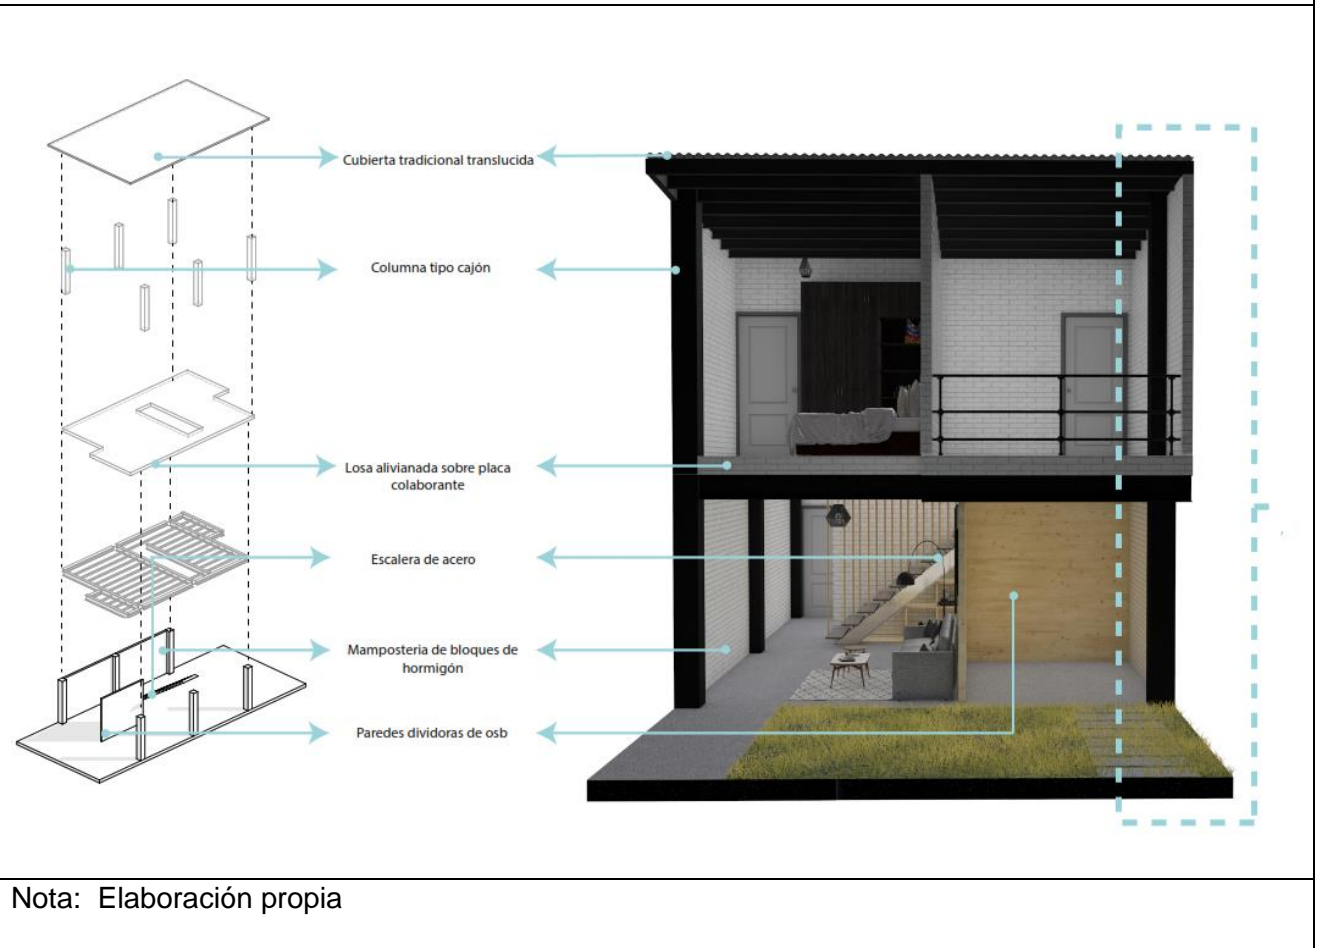 Cubierta tradicional translucida
Columna tipo cajón
Losa alivianada sobre placa
colaborante
Escalera de acero
Mamposteria de bloques de
hormigón
Paredes dividoras de osb
Nota: Elaboración propia